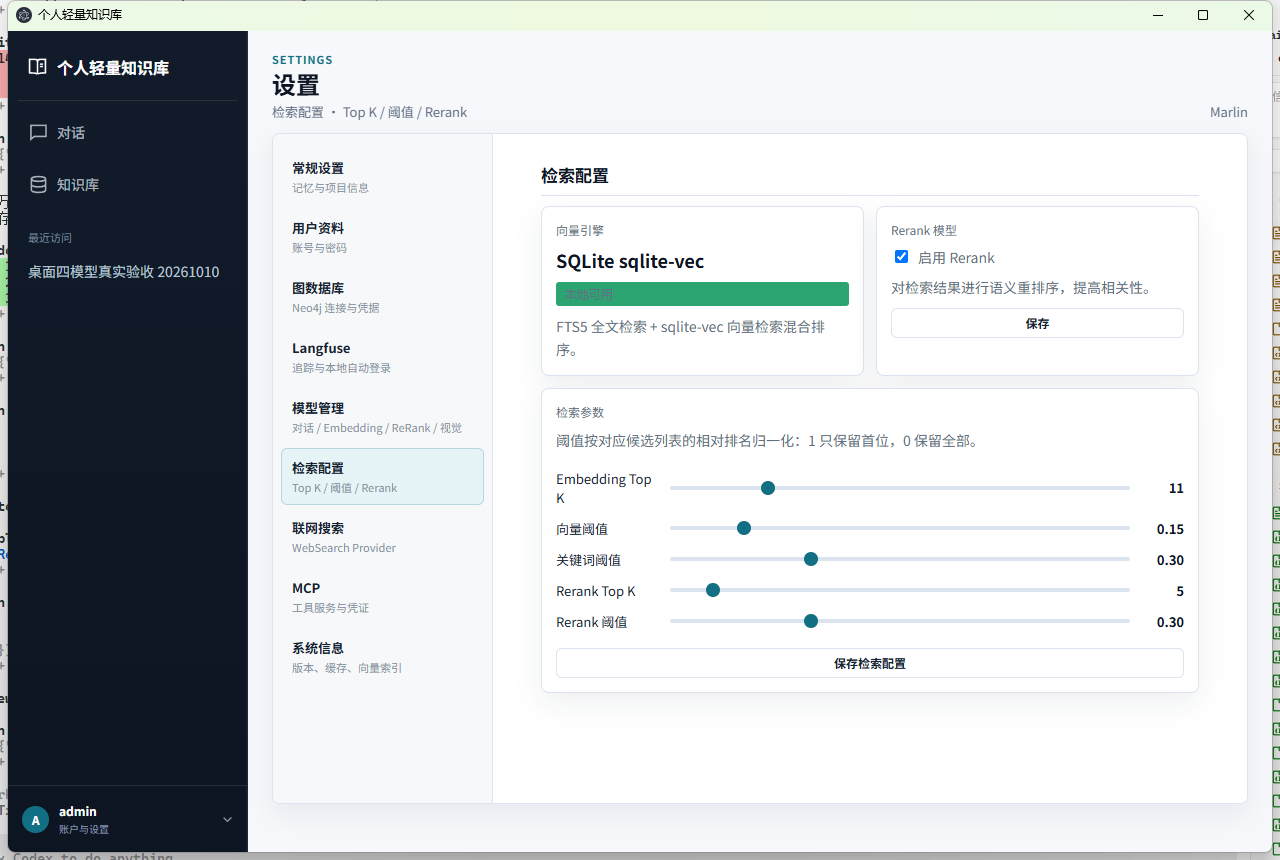 个人轻量知识库
个人轻量知识库
对话
知识库
最近访问
桌面四模型真实验收 20261010
admin
账户与设置
A
SETTINGS
设置
检索配置 · Top K / 阈值 / Rerank
Marlin
常规设置
记忆与项目信息
用户资料
账号与密码
图数据库
Neo4j 连接与凭据
Langfuse
追踪与本地自动登录
模型管理
对话 / Embedding / ReRank / 视觉
检索配置
Top K / 阈值 / Rerank
联网搜索
WebSearch Provider
MCP
工具服务与凭证
系统信息
版本、缓存、向量索引
检索配置
向量引擎
SQLite sqlite-vec
本地可用
FTS5 全文检索 + sqlite-vec 向量检索混合排
序。
Rerank 模型
启用 Rerank
对检索结果进行语义重排序，提高相关性。
保存
检索参数
阈值按对应候选列表的相对排名归一化：1 只保留首位，0 保留全部。
Embedding Top
K
11
向量阈值
0.15
关键词阈值
0.30
Rerank Top K
5
Rerank 阈值
0.30
保存检索配置
Codex to do anything